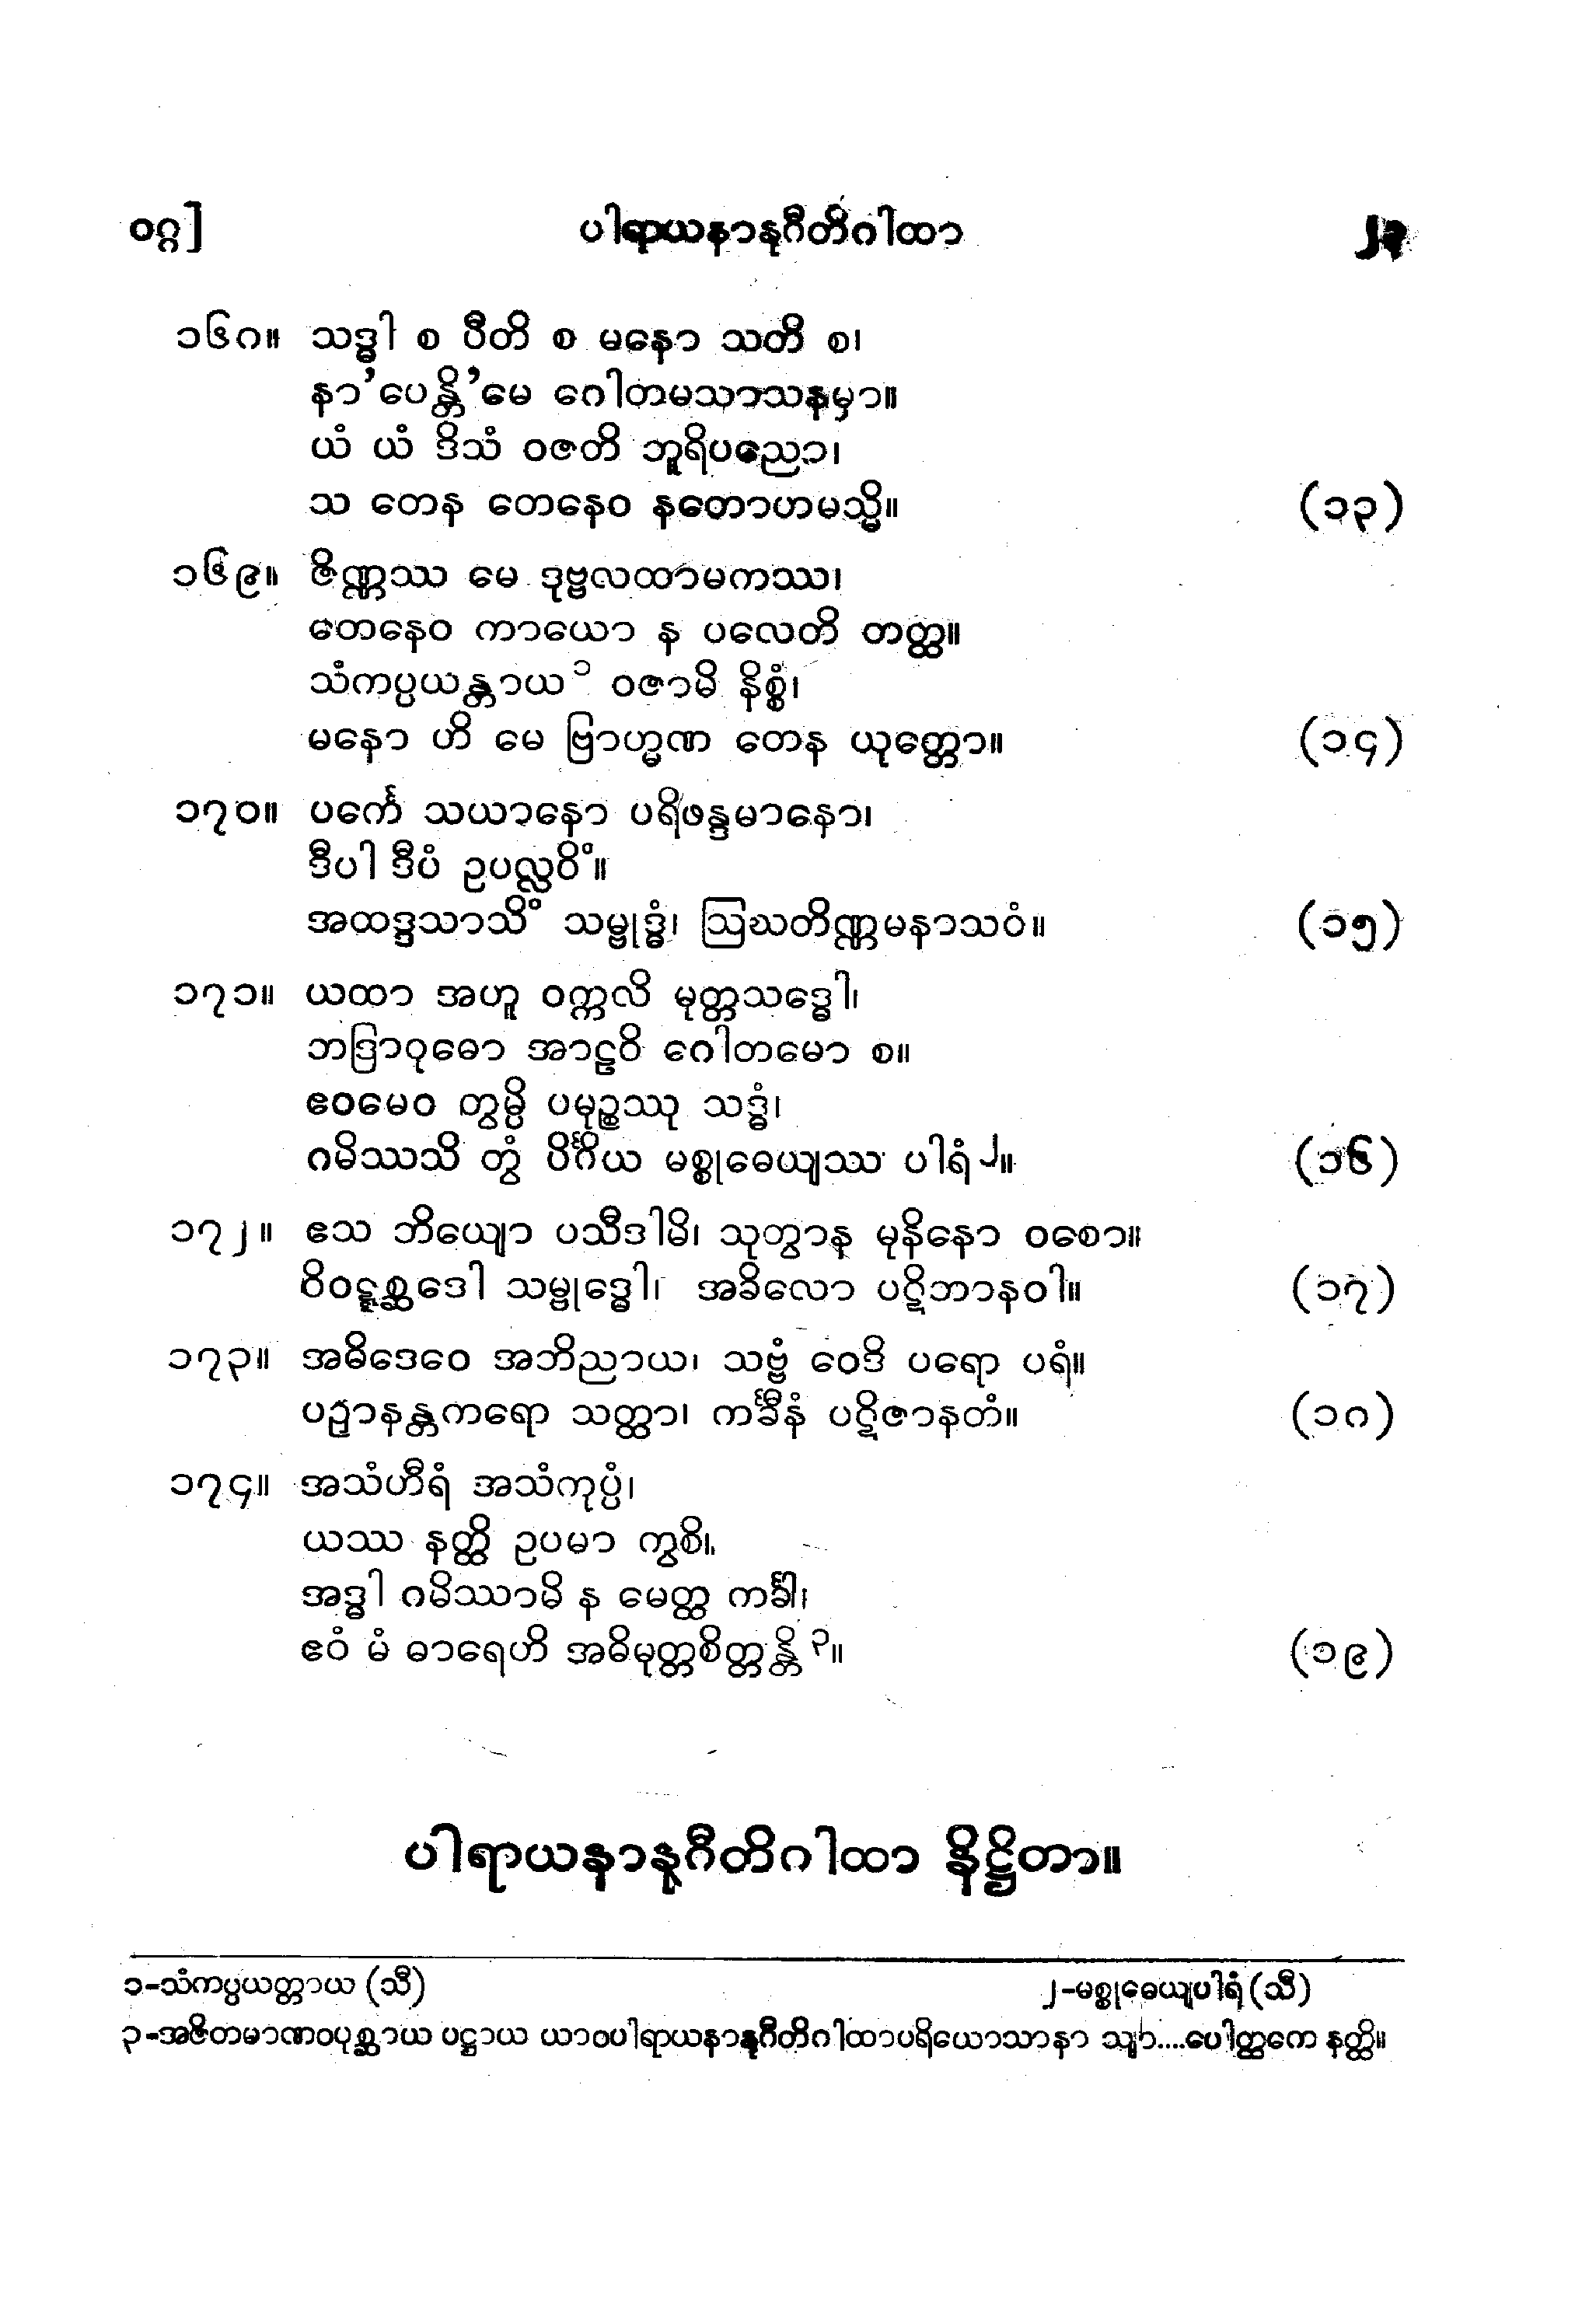 ဝဂ္ဂ]
ပါရာယနာနုဂီတိဂါထာ
၁၆၈။ သဒ္ဓါ စ ပီတိ စ မနော သတိ စ၊
နာ’ပေန္တိ’မေ ဂေါတမသာသနမှာ။
ယံ ယံ ဒိသံ ဝဇတိ ဘူရိပညော၊
သ တေန တေနေဝ နတောဟမသ္မိ။ (၁၃)
၁၆၉။ ဇိဏ္ဏဿ မေ ဒုဗ္ဗလထာမကဿ၊
တေနေဝ ကာယော န ပလေတိ တတ္ထ။
သံကပ္ပယန္တာယ ၁ ဝဇာမိ နိစ္စံ၊
မနော ဟိ မေ ဗြာဟ္မဏ တေန ယုတ္တော။ (၁၄)
၁၇၀။ ပင်္ကေ သယာနော ပရိဖန္ဒမာနော၊
ဒီပါ ဒီပံ ဥပလ္လဝိံ။
အထဒ္ဒသာသိံ သမ္ဗုဒ္ဓံ၊ ဩဃတိဏ္ဏမနာသဝံ။ (၁၅)
၁၇၁။ ယထာ အဟူ ဝက္ကလိ မုတ္တသဒ္ဓေါ၊
ဘဒြာဝုဓော အာဠဝိ ဂေါတမော စ။
ဧဝမေဝ တွမ္ပိ ပမုဉ္စဿု သဒ္ဓံ၊
ဂမိဿသိ တွံ ပိင်္ဂိယ မစ္စုဓေယျဿ ပါရံ ၂။ (၁၆)
၁၇၂။ ဧသ ဘိယျော ပသီဒါမိ၊ သုတွာန မုနိနော ဝစော။
ဝိဝဋ္ဋစ္ဆဒေါ သမ္ဗုဒ္ဓေါ၊ အခိလော ပဋိဘာနဝါ။ (၁၇)
၁၇၃။ အဓိဒေဝေ အဘိညာယ၊ သဗ္ဗံ ဝေဒိ ပရော ပရံ။
ပဉှာနန္တကရော သတ္ထာ၊ ကင်္ခီနံ ပဋိဇာနတံ။ (၁၈)
၁၇၄။ အသံဟီရံ အသံကုပ္ပံ၊
ယဿ နတ္ထိ ဥပမာ ကွစိ။
အဒ္ဓါ ဂမိဿာမိ န မေတ္ထ ကင်္ခါ၊
ဧဝံ မံ ဓာရေဟိ အဓိမုတ္တစိတ္တန္တိ ၃။ (၁၉)
ပါရာယနာနုဂီတိဂါထာ နိဋ္ဌိတာ။
၁-သံကပ္ပယတ္တာယ (သီ) ၂-မစ္စုဓေယျပါရံ (သီ)
၃-အဇိတမာဏဝပုစ္ဆာယ ပဋ္ဌာယ ယာဝပါရာယနာနုဂီတိဂါထာပရိယောသာနာ သျာ....ပေါတ္ထကေ နတ္ထိ။